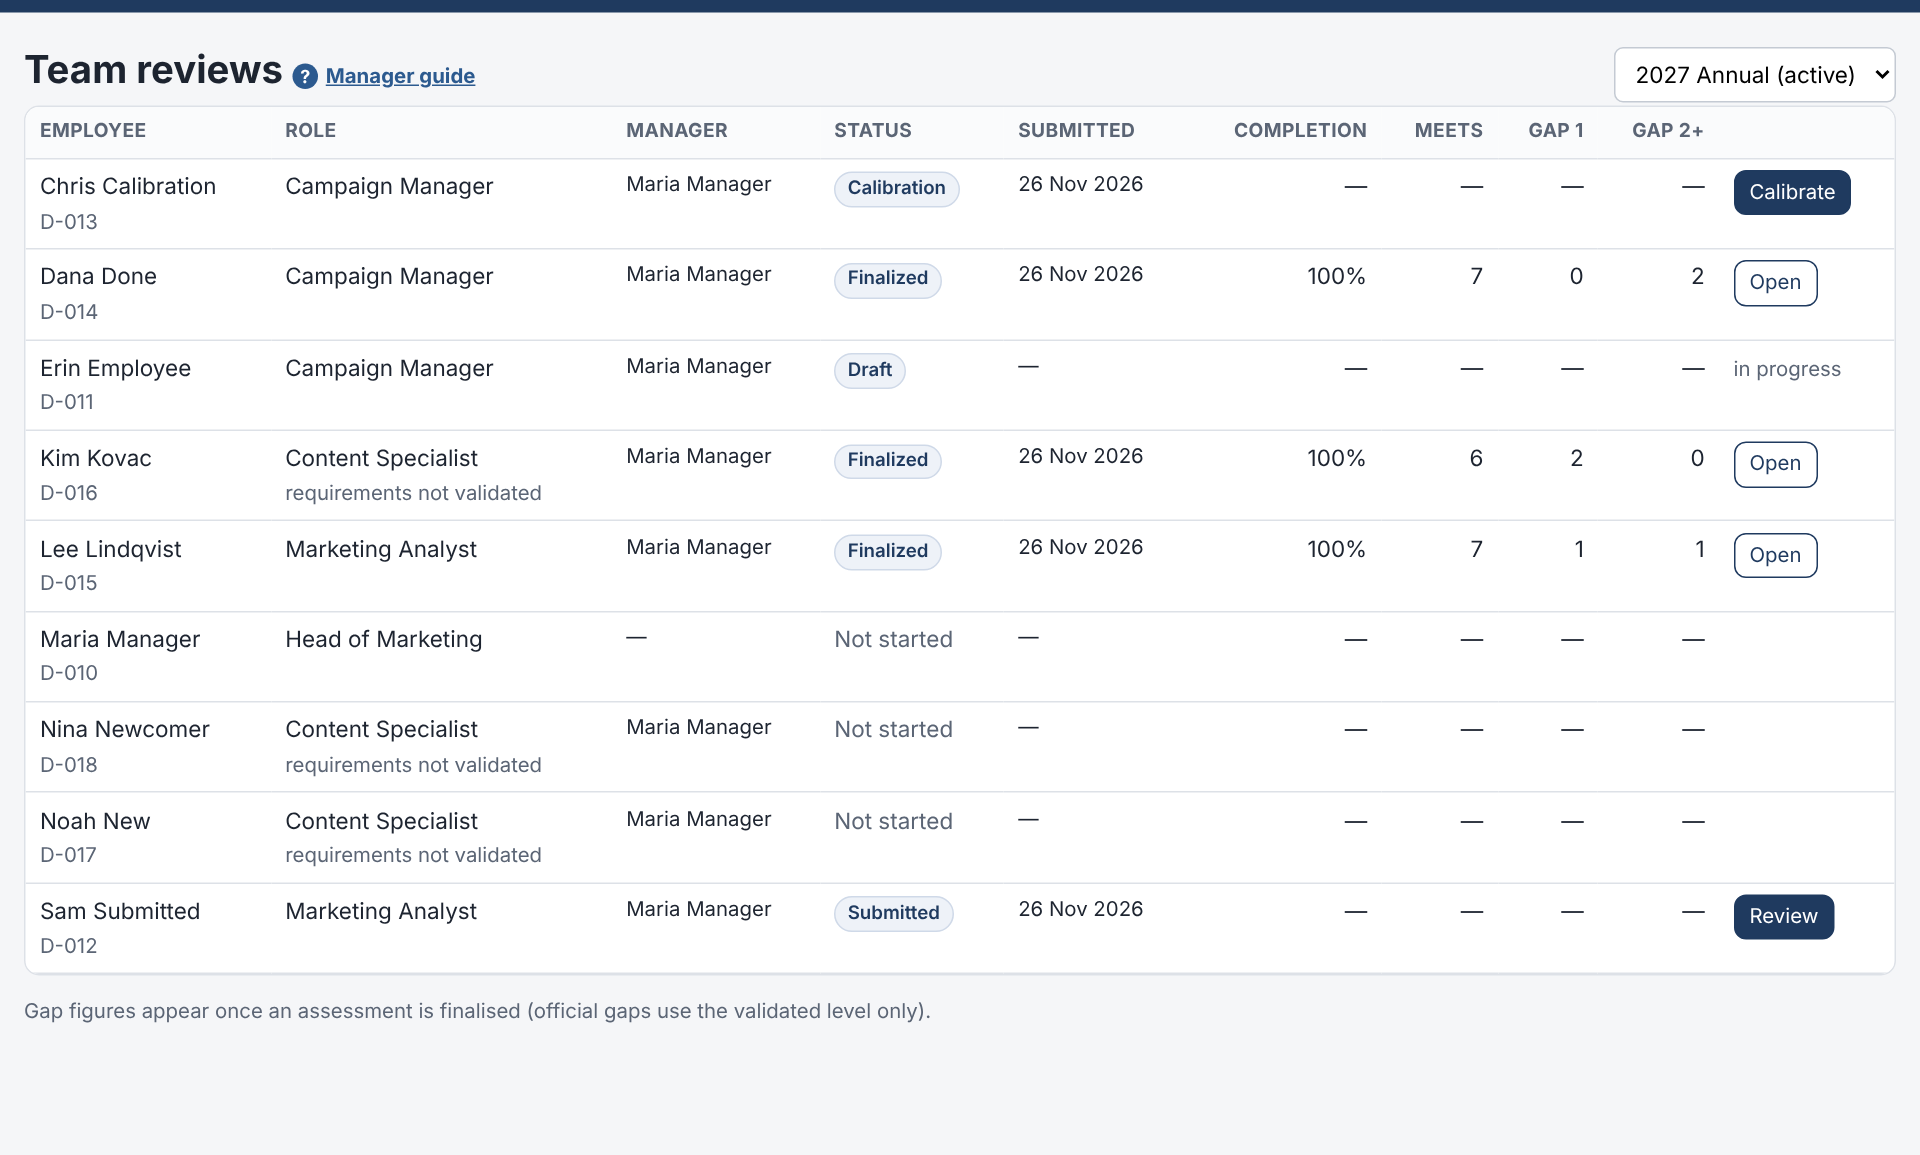 Team reviews ? Manager guide 2027 Annual (active)
EMPLOYEE ROLE MANAGER STATUS SUBMITTED COMPLETION MEETS GAP 1 GAP 2+
Chris Calibration Campaign Manager Maria Manager Calibration 26 Nov 2026 — — — — Calibrate
D-013
Dana Done Campaign Manager Maria Manager Finalized 26 Nov 2026 100% 7 0 2 Open
D-014
Erin Employee Campaign Manager Maria Manager Draft — — — — — in progress
D-011
Kim Kovac Content Specialist Maria Manager Finalized 26 Nov 2026 100% 6 2 0 Open
D-016 requirements not validated
Lee Lindqvist Marketing Analyst Maria Manager Finalized 26 Nov 2026 100% 7 1 1 Open
D-015
Maria Manager Head of Marketing — Not started — — — — —
D-010
Nina Newcomer Content Specialist Maria Manager Not started — — — — —
D-018 requirements not validated
Noah New Content Specialist Maria Manager Not started — — — — —
D-017 requirements not validated
Sam Submitted Marketing Analyst Maria Manager Submitted 26 Nov 2026 — — — — Review
D-012
Gap figures appear once an assessment is finalised (official gaps use the validated level only).